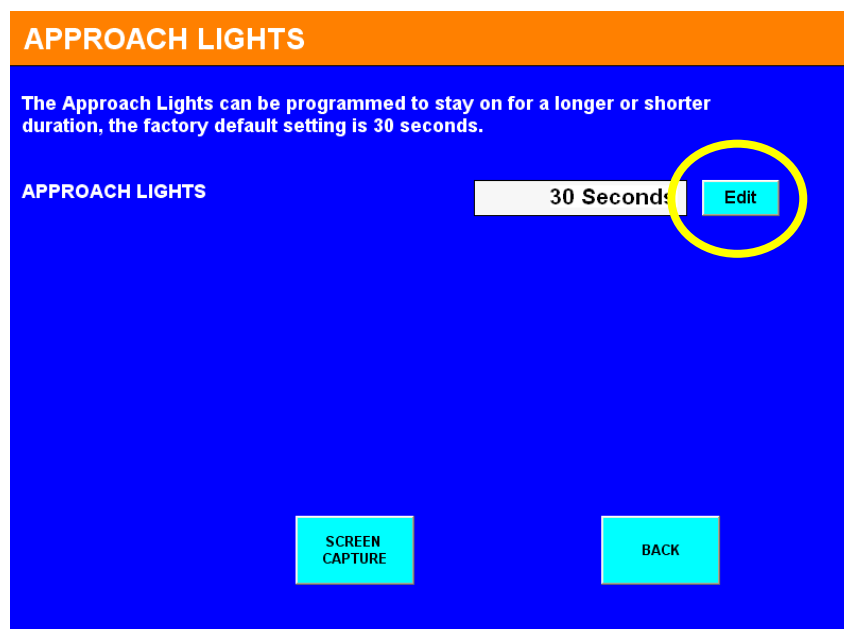 APPROACH LIGHTS
The Approach Lights can be programmed to stay on for a longer or shorter
duration, the factory default setting is 30 seconds.
APPROACH LIGHTS
30 Seconds
Edit
SCREEN
CAPTURE
BACK